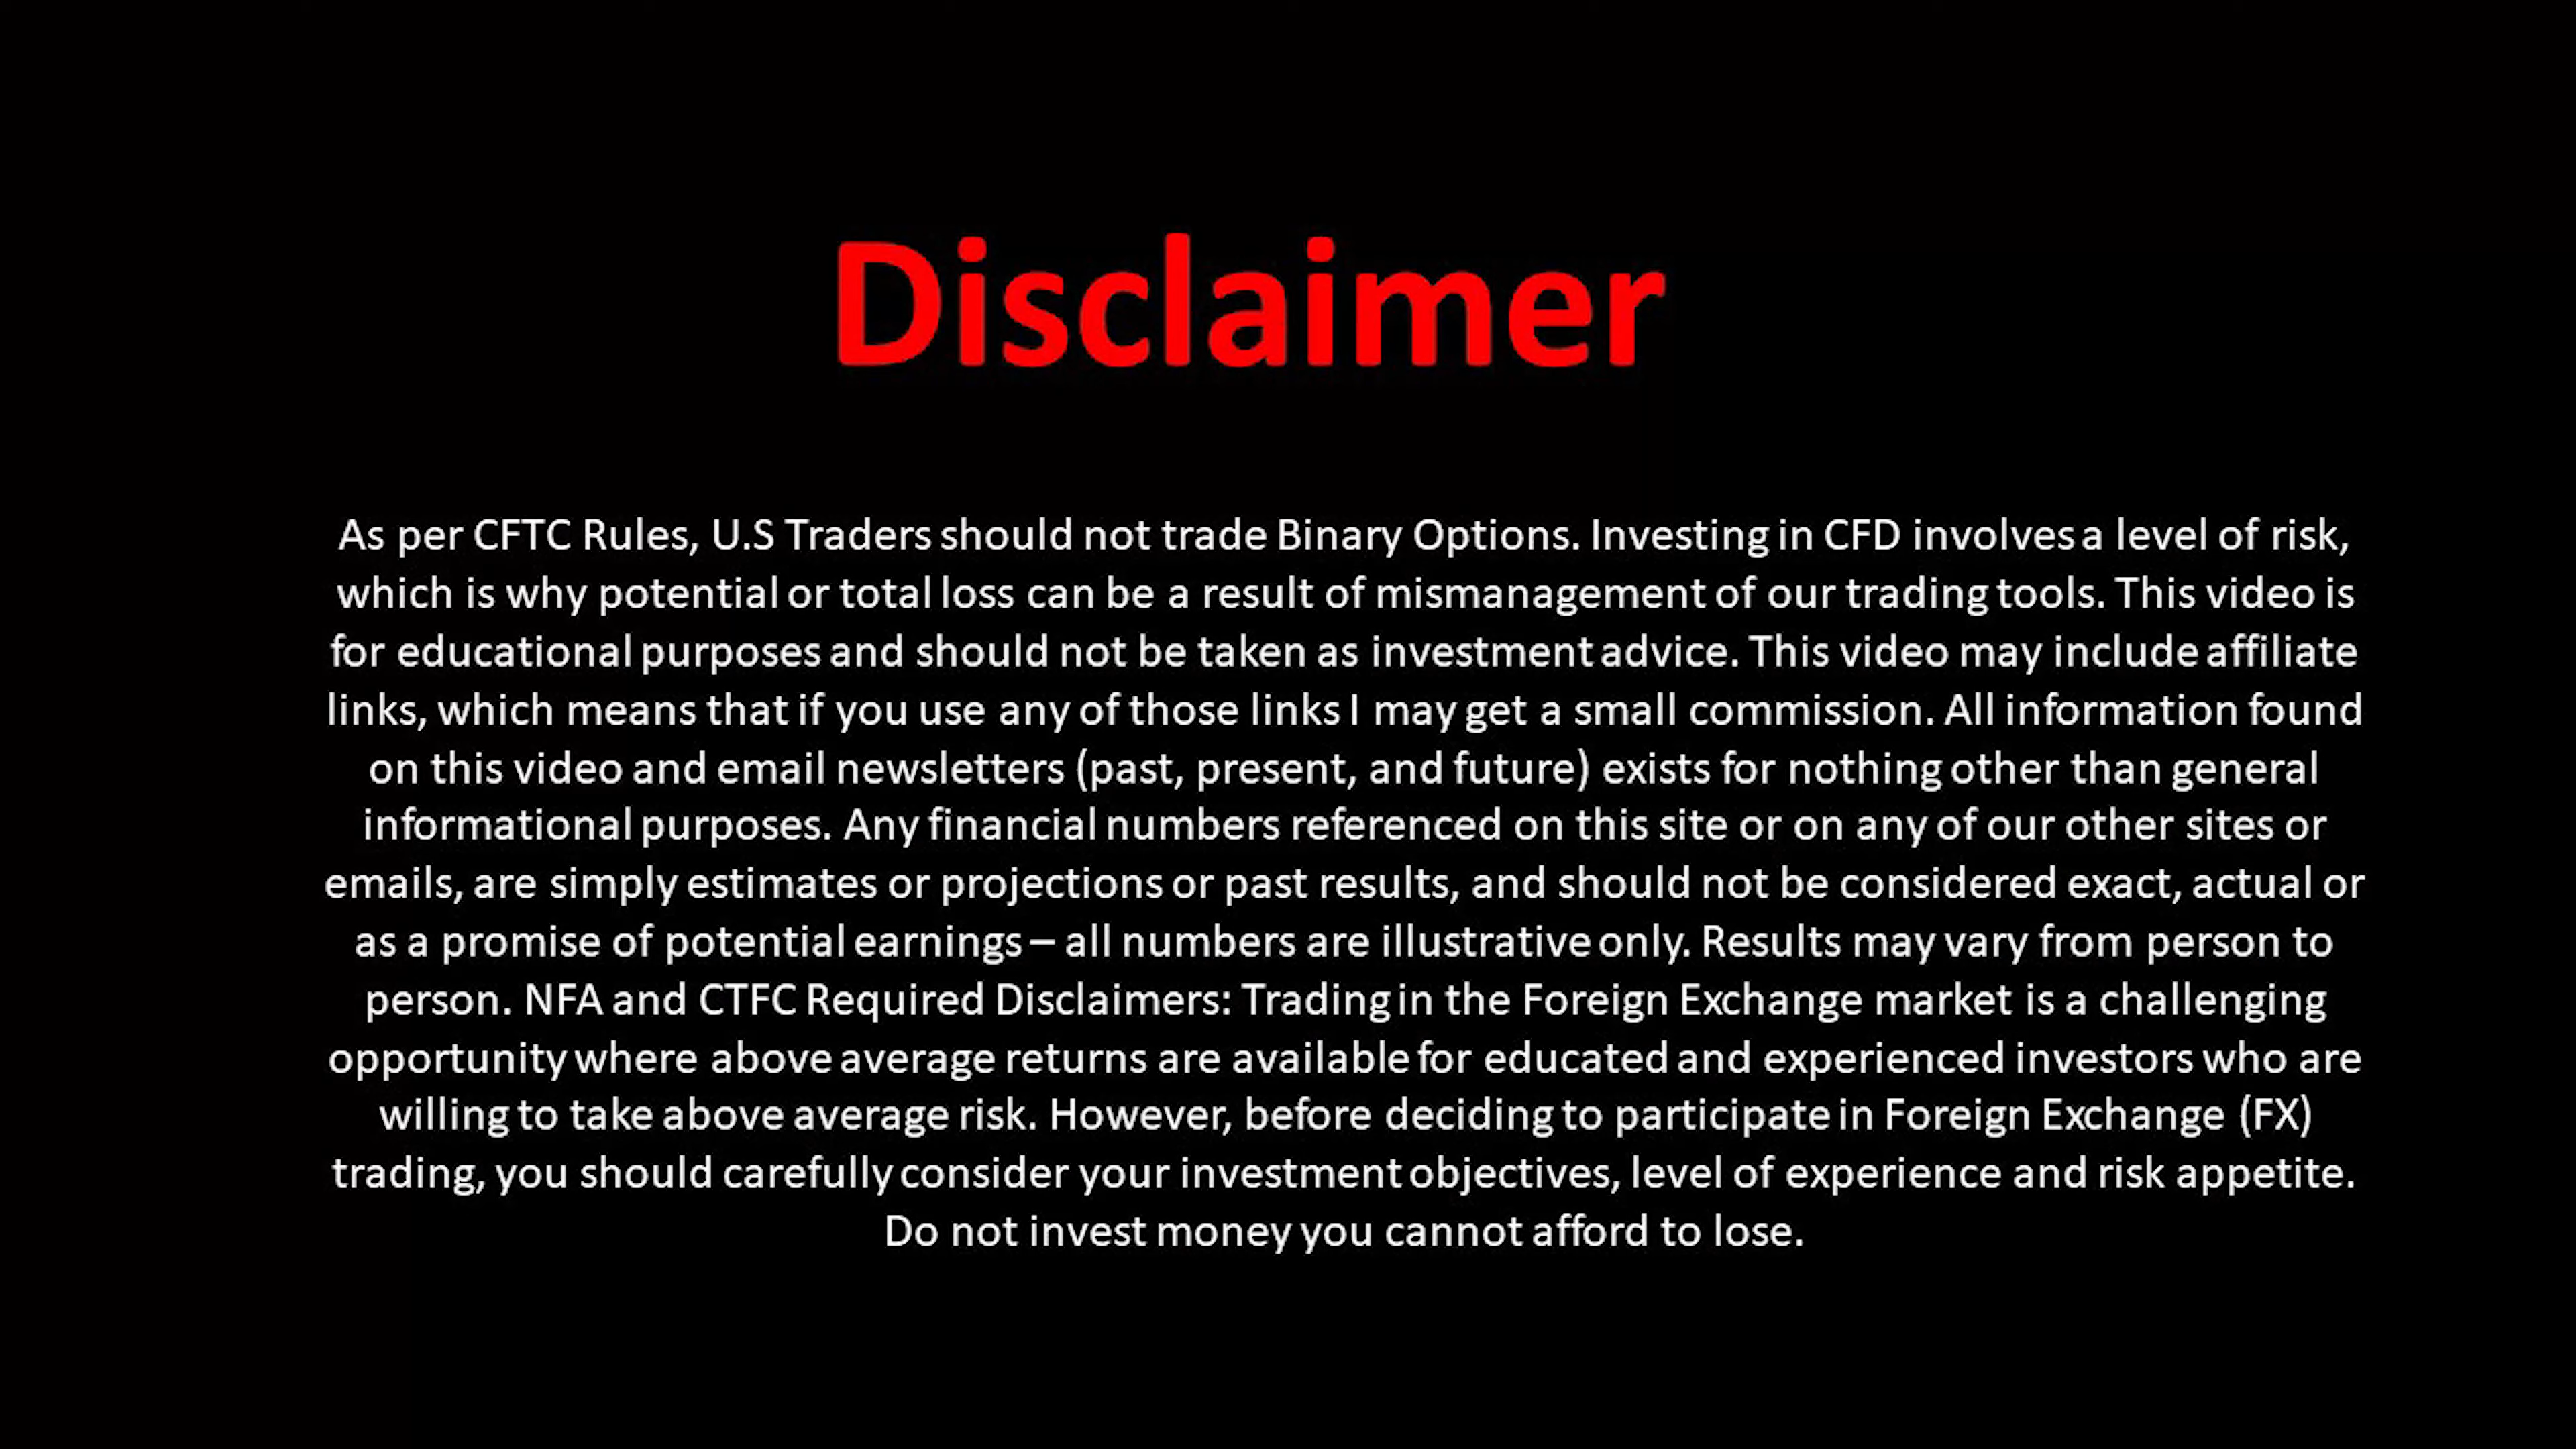 Disclaimer
As per CFTC Rules, U.S Traders should not trade Binary Options. Investing in CFD involves a level of risk,
which is why potential or total loss can be a result of mismanagement of our trading tools. This video is
for educational purposes and should not be taken as investment advice. This video may include affiliate
links, which means that if you use any of those links I may get a small commission. All information found
on this video and email newsletters (past, present, and future) exists for nothing other than general
informational purposes. Any financial numbers referenced on this site or on any of our other sites or
emails, are simply estimates or projections or past results, and should not be considered exact, actual or
as a promise of potential earnings – all numbers are illustrative only. Results may vary from person to
person. NFA and CTFC Required Disclaimers: Trading in the Foreign Exchange market is a challenging
opportunity where above average returns are available for educated and experienced investors who are
willing to take above average risk. However, before deciding to participate in Foreign Exchange (FX)
trading, you should carefully consider your investment objectives, level of experience and risk appetite.
Do not invest money you cannot afford to lose.